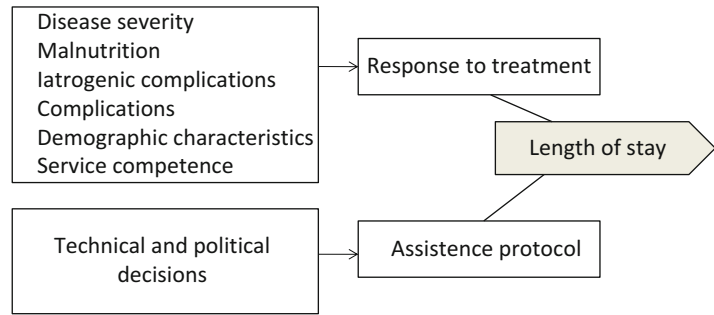 Disease severity
Malnutrition
Iatrogenic complications
Complications
Demographic characteristics
Service competence
Response to treatment
Length of stay
Technical and political
decisions
Assistence protocol